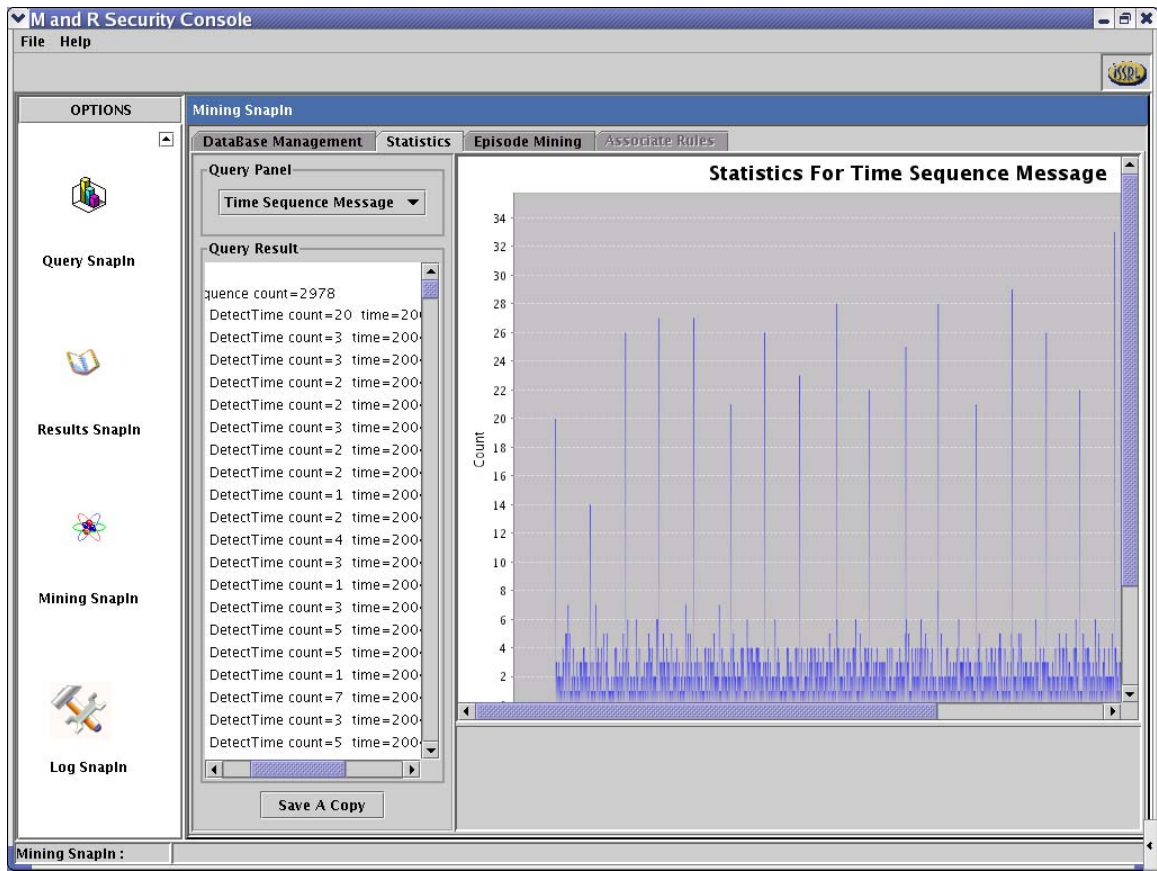 M and R Security Console
File Help
ISSRL
OPTIONS
Query SnapIn
Results SnapIn
Mining SnapIn
Log SnapIn
Mining SnapIn
DataBase Management Statistics Episode Mining Associate Rules
Query Panel
Time Sequence Message
Query Result
quence count=2978
DetectTime count=20 time=20
DetectTime count=3 time=200
DetectTime count=3 time=200
DetectTime count=2 time=200
DetectTime count=2 time=200
DetectTime count=3 time=200
DetectTime count=2 time=200
DetectTime count=2 time=200
DetectTime count=1 time=200
DetectTime count=2 time=200
DetectTime count=4 time=200
DetectTime count=3 time=200
DetectTime count=1 time=200
DetectTime count=3 time=200
DetectTime count=5 time=200
DetectTime count=5 time=200
DetectTime count=1 time=200
DetectTime count=7 time=200
DetectTime count=3 time=200
DetectTime count=5 time=200
Save A Copy
Statistics For Time Sequence Message
34
32
30
28
26
24
22
20
18
16
14
12
10
8
6
4
2
Count
Mining SnapIn :